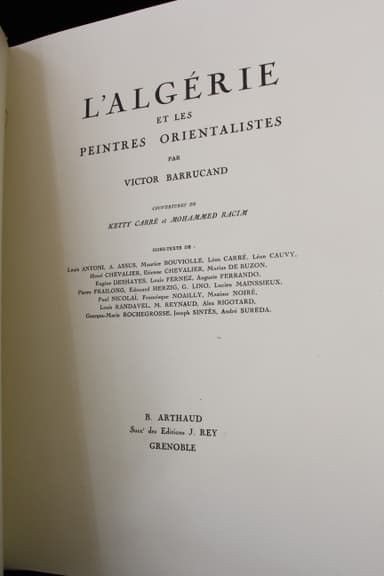 L'ALGÉRIE
ET LES
PEINTRES ORIENTALISTES
PAR
VICTOR BARRUCAND
COUVERTURES DE
KETTY CARRÉ et MOHAMMED RACIM
HORS-TEXTE DE :
Louis ANTONI, A. ASSUS, Maurice BOUVIOLLE, Léon CARRÉ, Léon CAUVY,
Henri CHEVALIER, Etienne CHEVALIER, Marius DE BUZON,
Eugène DESHAYES, Louis FERNEZ, Auguste FERRANDO,
Pierre FRAILONG, Edouard HERZIG, G. LINO, Lucien MAINSSIEUX,
Paul NICOLAÏ, Francisque NOAILLY, Maxime NOIRÉ,
Louis RANDAVEL, M. REYNAUD, Alex RIGOTARD,
Georges-Marie ROCHEGROSSE, Joseph SINTÈS, André SUREDA.
B. ARTHAUD
Succr des Editions J. REY
GRENOBLE